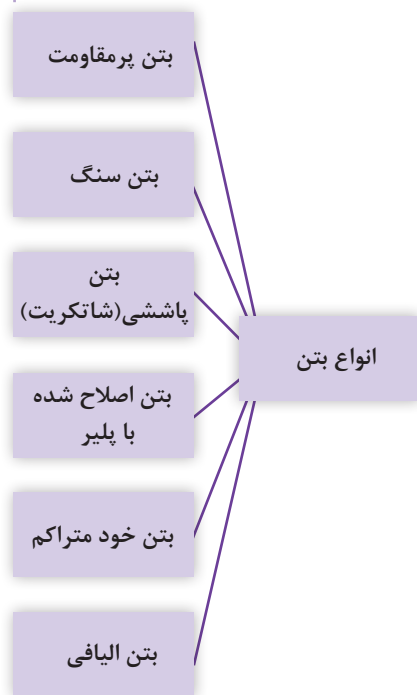 انواع بتن
بتن پرمقاومت
بتن سنگ
بتن
پاششی(شاتکریت)
بتن اصلاح شده
با پلیر
بتن خود متراکم
بتن الیافی